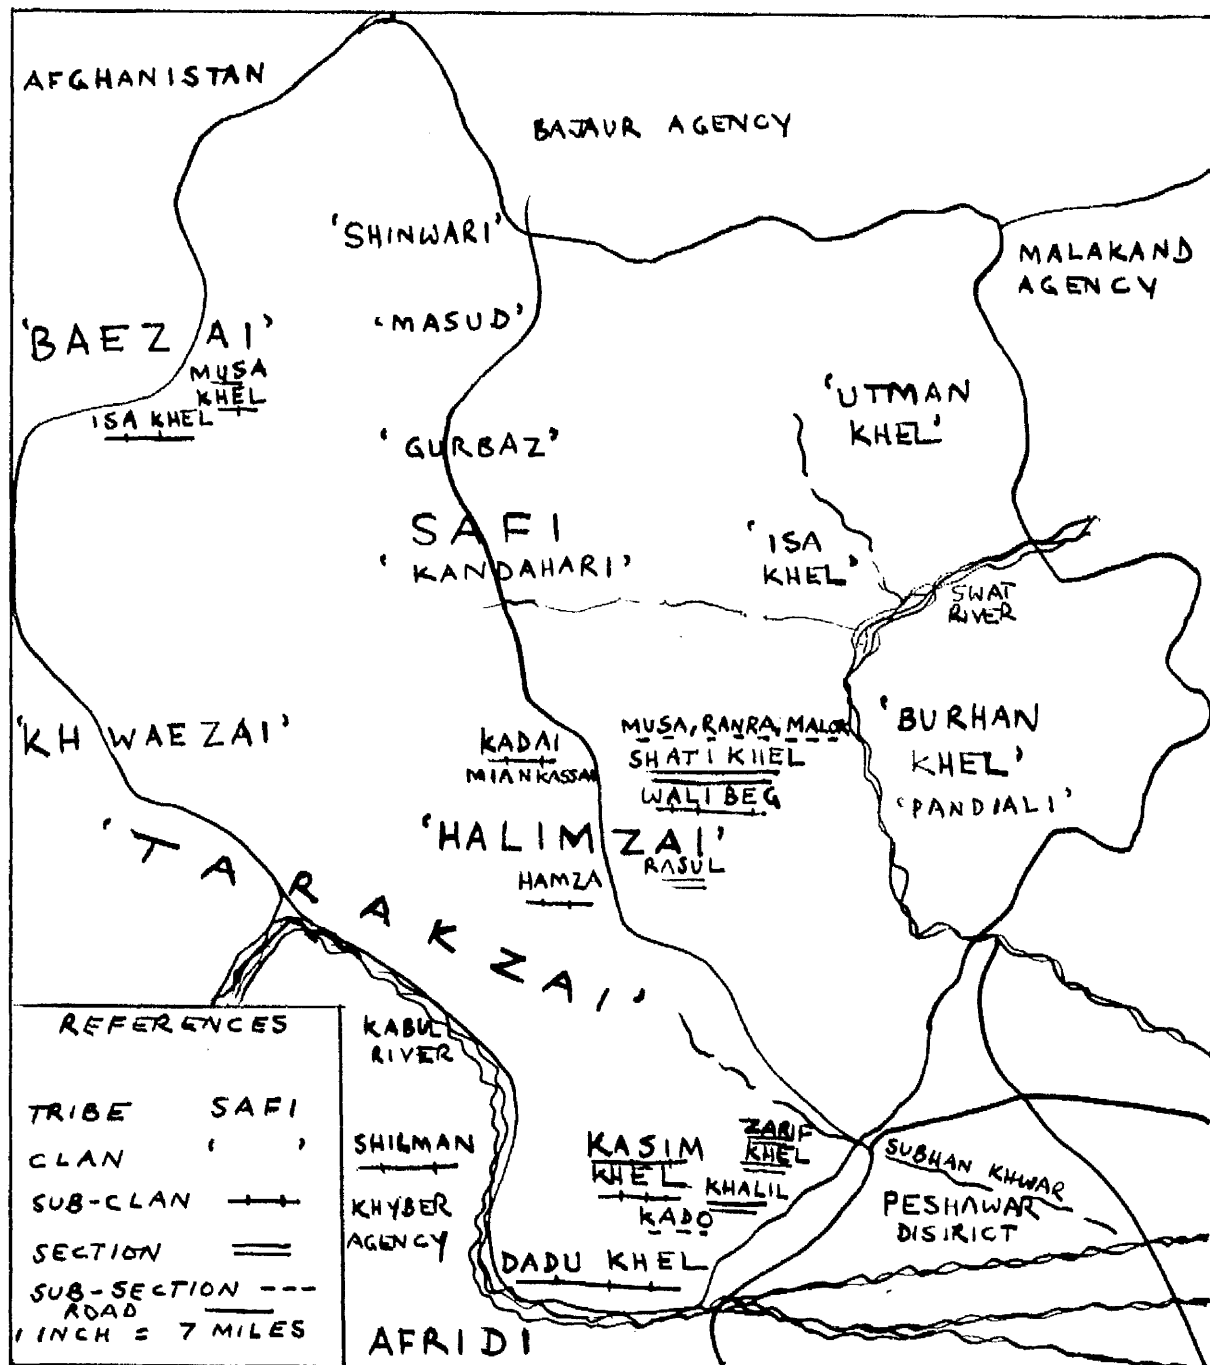 AFGHANISTAN
BAJAUR AGENCY
'SHINWARI'
MALAKAND
AGENCY
'BAEZAI'
'MASUD'
MUSA
KHEL
ISA KHEL
'UTMAN
KHEL'
'GURBAZ'
SAFI
'KANDAHARI'
'ISA
KHEL'
SWAT
RIVER
'KHWAEZAI'
KADAI
MIANKASSAI
MUSA, RANRA, MALOR
SHATI KHEL
WALI BEG
'BURHAN
KHEL'
'PANDIALI'
'HALIMZAI'
RASUL
HAMZA
'TARAKZAI'
KABUL
RIVER
SHILMAN
KHYBER
AGENCY
KASIM
KHEL
KADO
ZARIF
KHEL
KHALIL
DADU KHEL
SUBHAN KHWAR
PESHAWAR
DISIRICT
AFRIDI
REFERENCES
TRIBE SAFI
CLAN ' '
SUB-CLAN
SECTION
SUB-SECTION
ROAD
1 INCH = 7 MILES